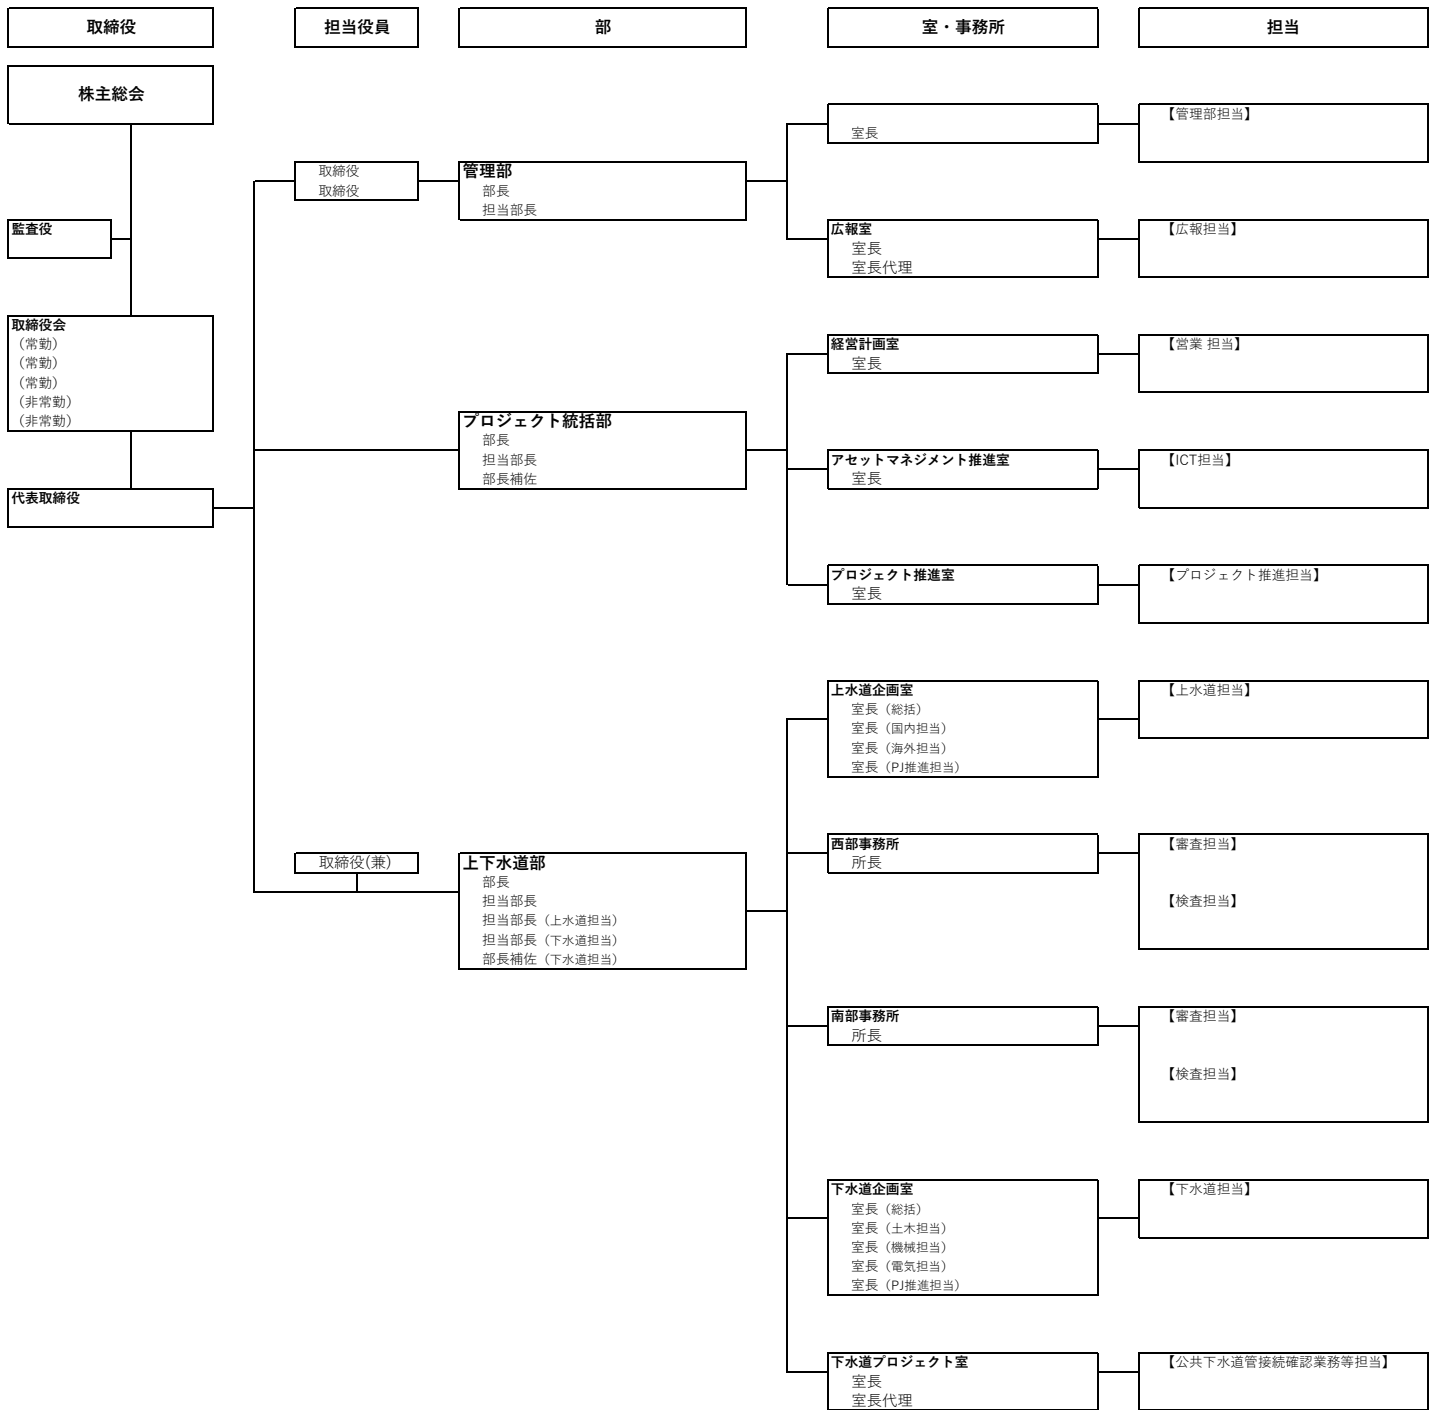 取締役
担当役員
部
室・事務所
担当
株主総会
監査役
取締役会
（常勤）
（常勤）
（常勤）
（非常勤）
（非常勤）
代表取締役
取締役
取締役
管理部
部長
担当部長
室長
【管理部担当】
広報室
室長
室長代理
【広報担当】
プロジェクト統括部
部長
担当部長
部長補佐
経営計画室
室長
【営業 担当】
アセットマネジメント推進室
室長
【ICT担当】
プロジェクト推進室
室長
【プロジェクト推進担当】
取締役(兼)
上下水道部
部長
担当部長
担当部長（上水道担当）
担当部長（下水道担当）
部長補佐（下水道担当）
上水道企画室
室長（総括）
室長（国内担当）
室長（海外担当）
室長（PJ推進担当）
【上水道担当】
西部事務所
所長
【審査担当】
【検査担当】
南部事務所
所長
【審査担当】
【検査担当】
下水道企画室
室長（総括）
室長（土木担当）
室長（機械担当）
室長（電気担当）
室長（PJ推進担当）
【下水道担当】
下水道プロジェクト室
室長
室長代理
【公共下水道管接続確認業務等担当】